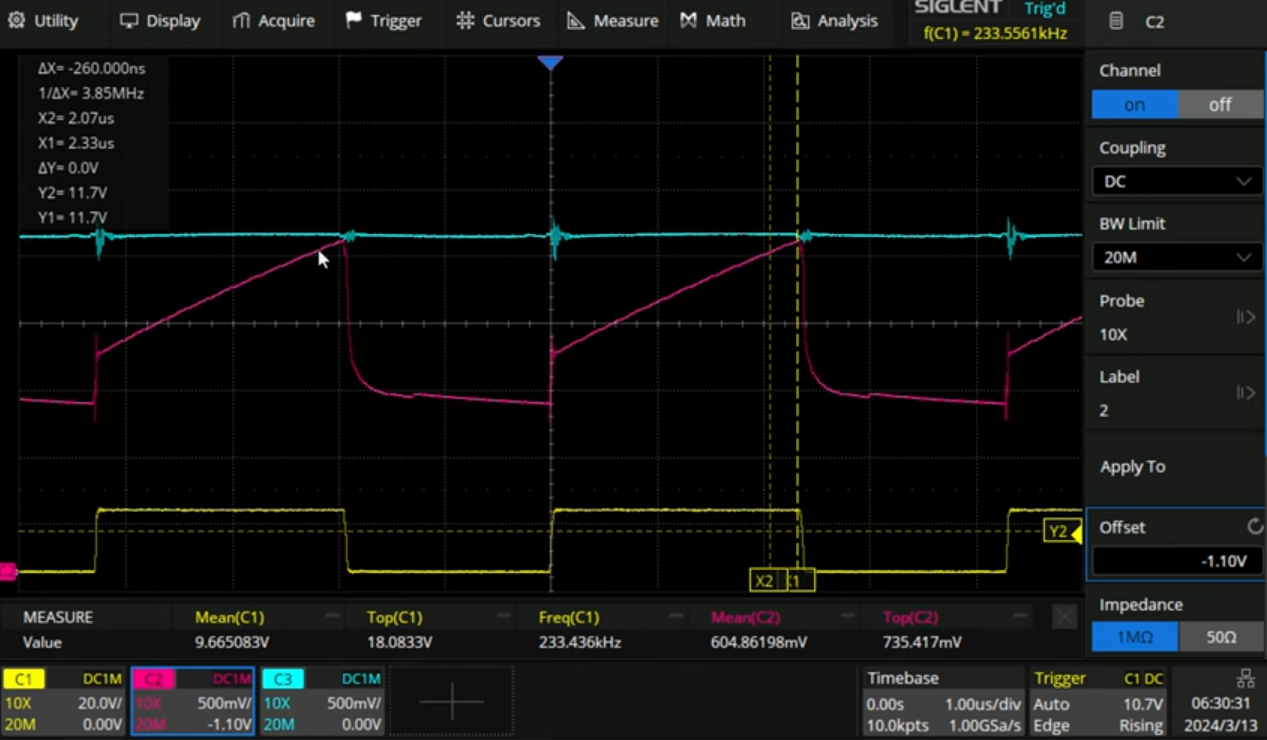 Utility Display Acquire Trigger Cursors Measure Math Analysis SIGLENT Trig'd C2
f(C1) = 233.5561kHz
ΔX= -260.000ns
1/ΔX= 3.85MHz
X2= 2.07us
X1= 2.33us
ΔY= 0.0V
Y2= 11.7V
Y1= 11.7V
Channel
on off
Coupling
DC
BW Limit
20M
Probe
10X
Label
2
Apply To
Offset
-1.10V
Impedance
1MΩ 50Ω
Y2
X2 X1
C2
MEASURE Mean(C1) Top(C1) Freq(C1) Mean(C2) Top(C2)
Value 9.665083V 18.0833V 233.436kHz 604.86198mV 735.417mV
C1 DC1M C2 DC1M C3 DC1M
10X 20.0V/ 10X 500mV/ 10X 500mV/
20M 0.00V 20M -1.10V 20M 0.00V
Timebase
0.00s 1.00us/div
10.0kpts 1.00GSa/s
Trigger C1 DC
Auto 10.7V
Edge Rising
06:30:31
2024/3/13